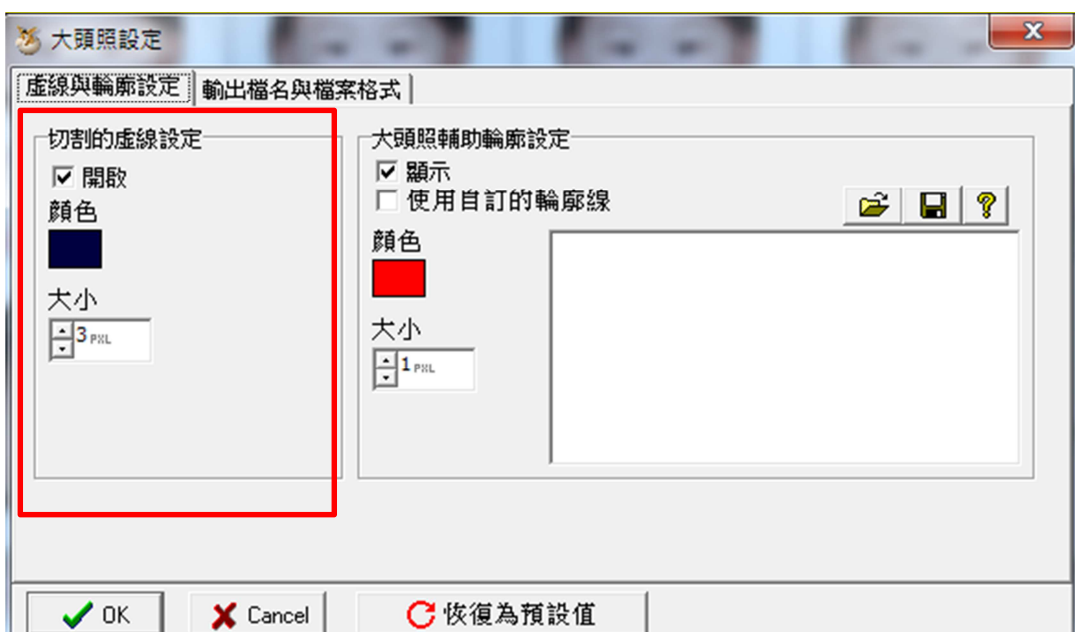 大頭照設定
虛線與輪廓設定 輸出檔名與檔案格式
切割的虛線設定
開啟
顏色
大小
3 PXL
大頭照輔助輪廓設定
顯示
使用自訂的輪廓線
顏色
大小
1 PXL
OK Cancel 恢復為預設值